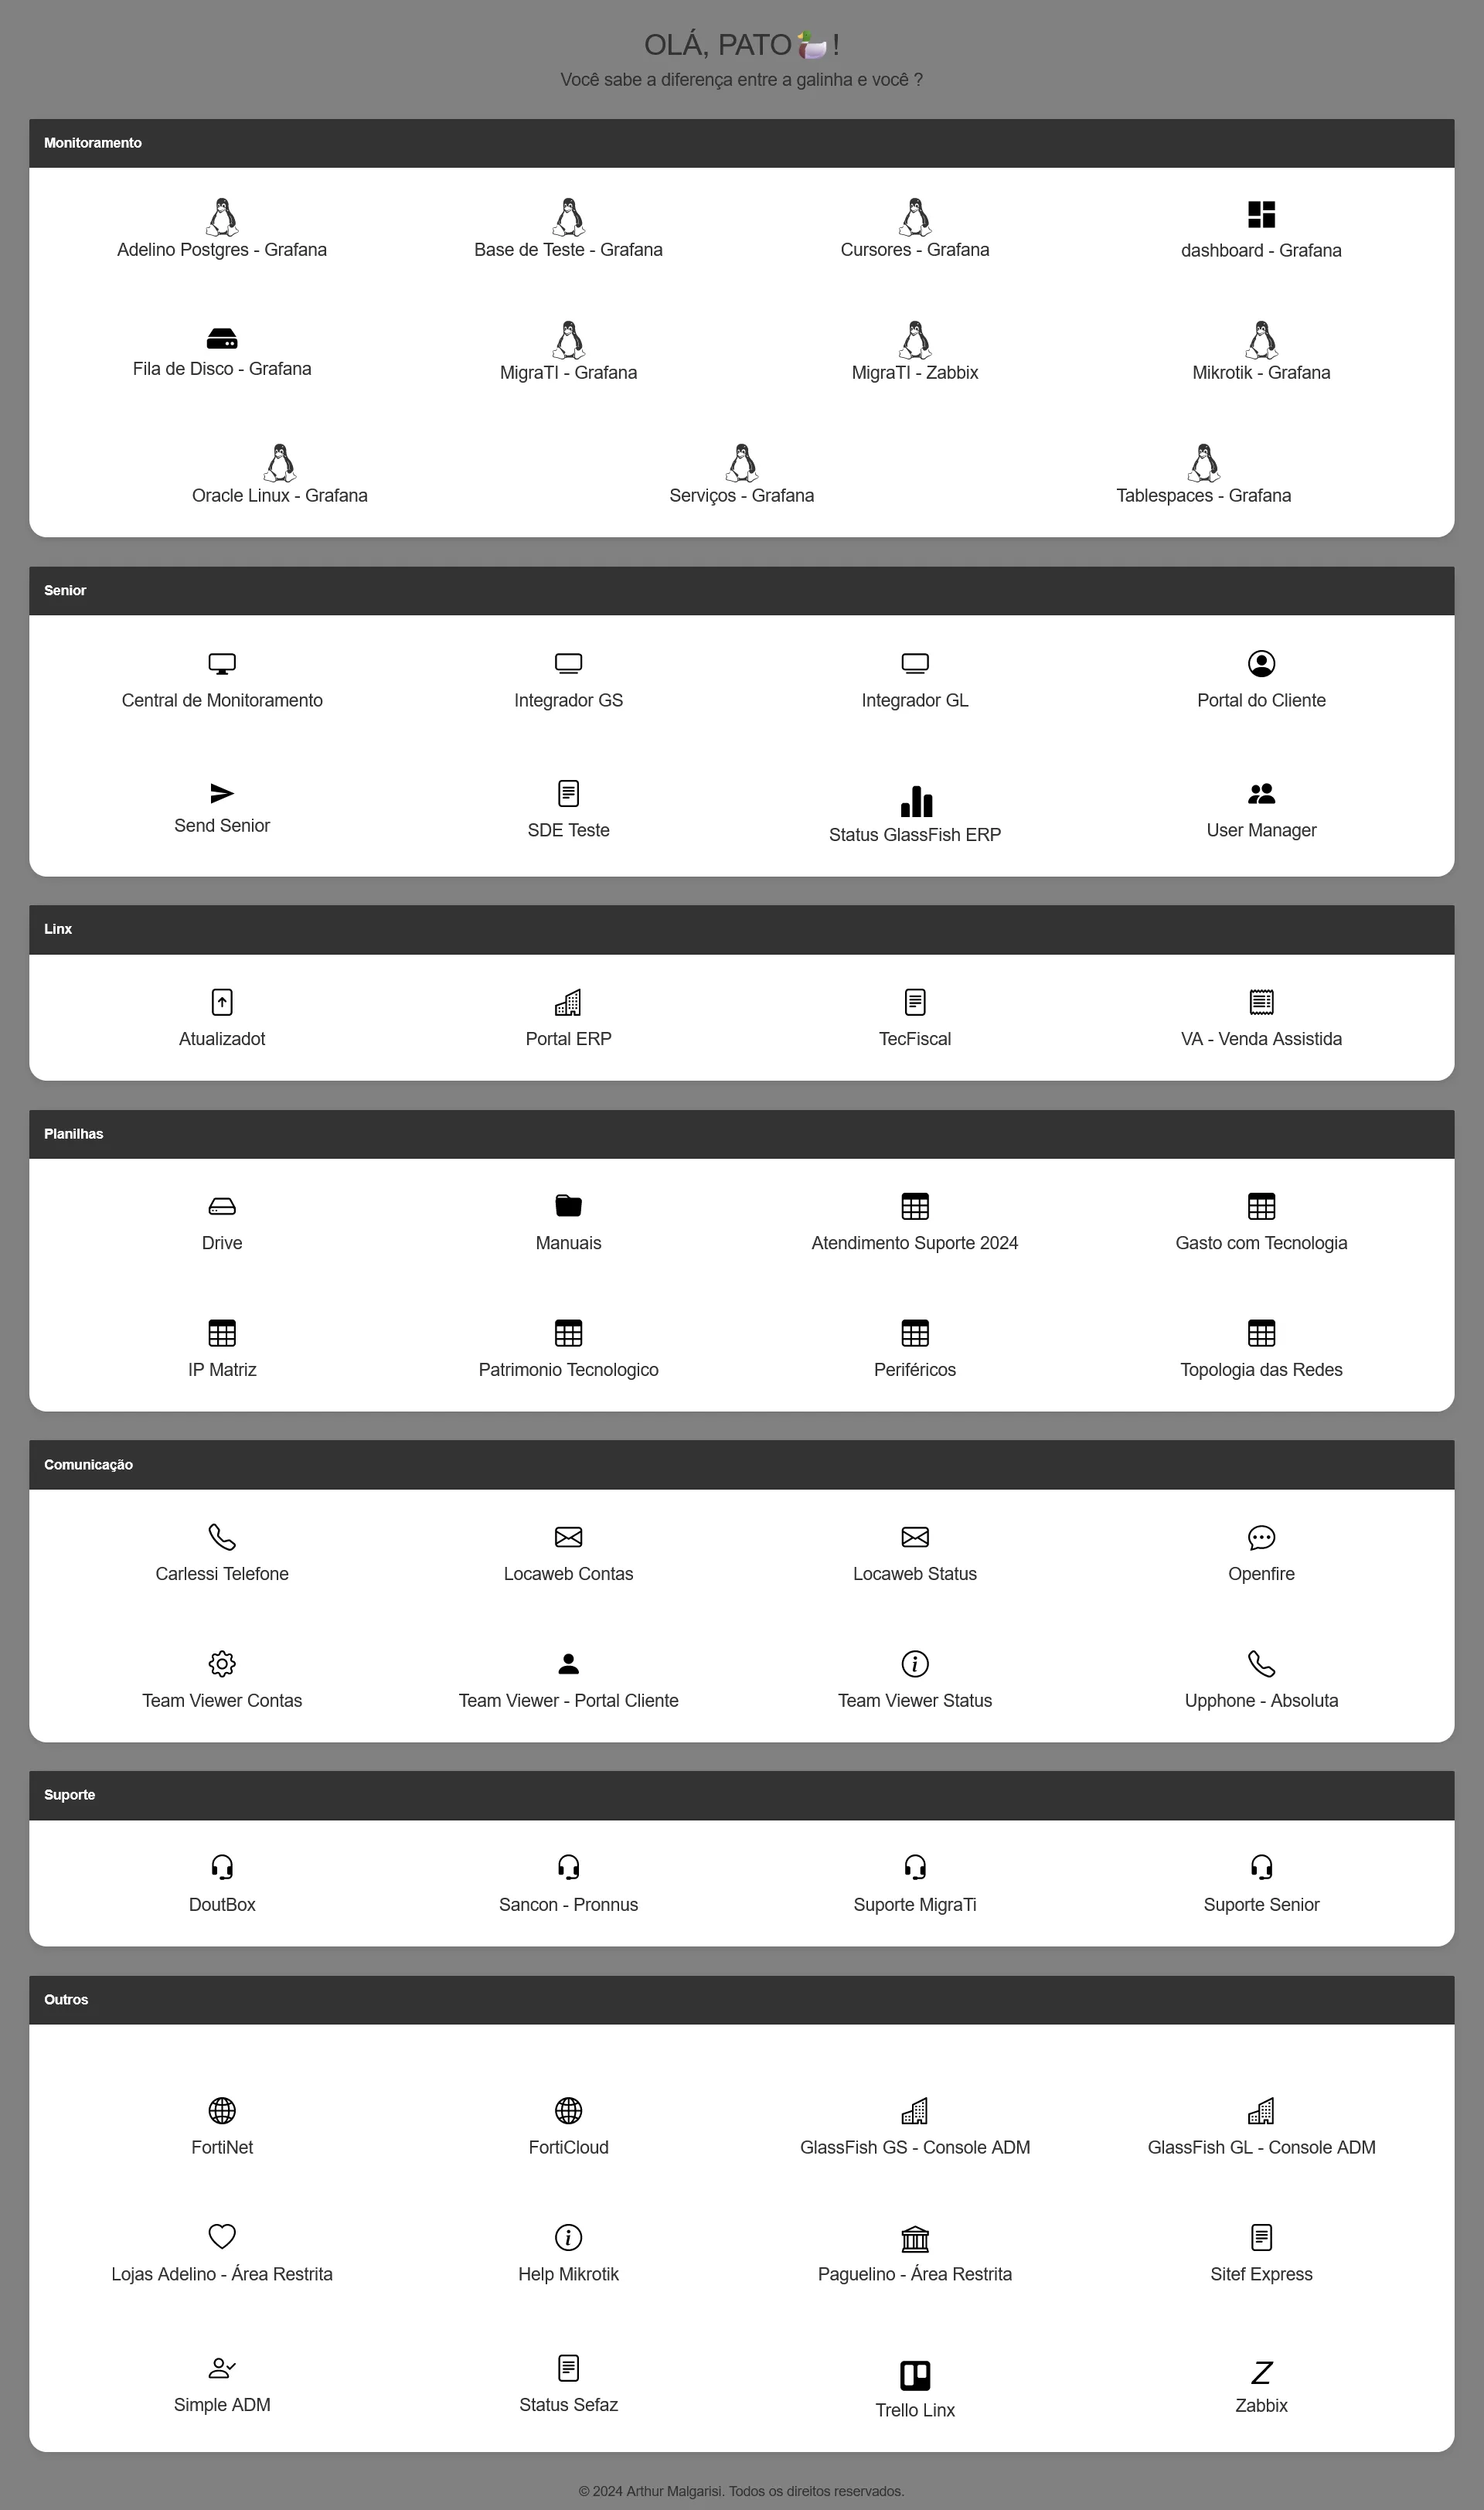 OLÁ, PATO🦆!
Você sabe a diferença entre a galinha e você ?
Monitoramento
Adelino Postgres - Grafana
Base de Teste - Grafana
Cursores - Grafana
dashboard - Grafana
Fila de Disco - Grafana
MigraTI - Grafana
MigraTI - Zabbix
Mikrotik - Grafana
Oracle Linux - Grafana
Serviços - Grafana
Tablespaces - Grafana
Senior
Central de Monitoramento
Integrador GS
Integrador GL
Portal do Cliente
Send Senior
SDE Teste
Status GlassFish ERP
User Manager
Linx
Atualizadot
Portal ERP
TecFiscal
VA - Venda Assistida
Planilhas
Drive
Manuais
Atendimento Suporte 2024
Gasto com Tecnologia
IP Matriz
Patrimonio Tecnologico
Periféricos
Topologia das Redes
Comunicação
Carlessi Telefone
Locaweb Contas
Locaweb Status
Openfire
Team Viewer Contas
Team Viewer - Portal Cliente
Team Viewer Status
Upphone - Absoluta
Suporte
DoutBox
Sancon - Pronnus
Suporte MigraTi
Suporte Senior
Outros
FortiNet
FortiCloud
GlassFish GS - Console ADM
GlassFish GL - Console ADM
Lojas Adelino - Área Restrita
Help Mikrotik
Paguelino - Área Restrita
Sitef Express
Simple ADM
Status Sefaz
Trello Linx
Zabbix
© 2024 Arthur Malgarisi. Todos os direitos reservados.